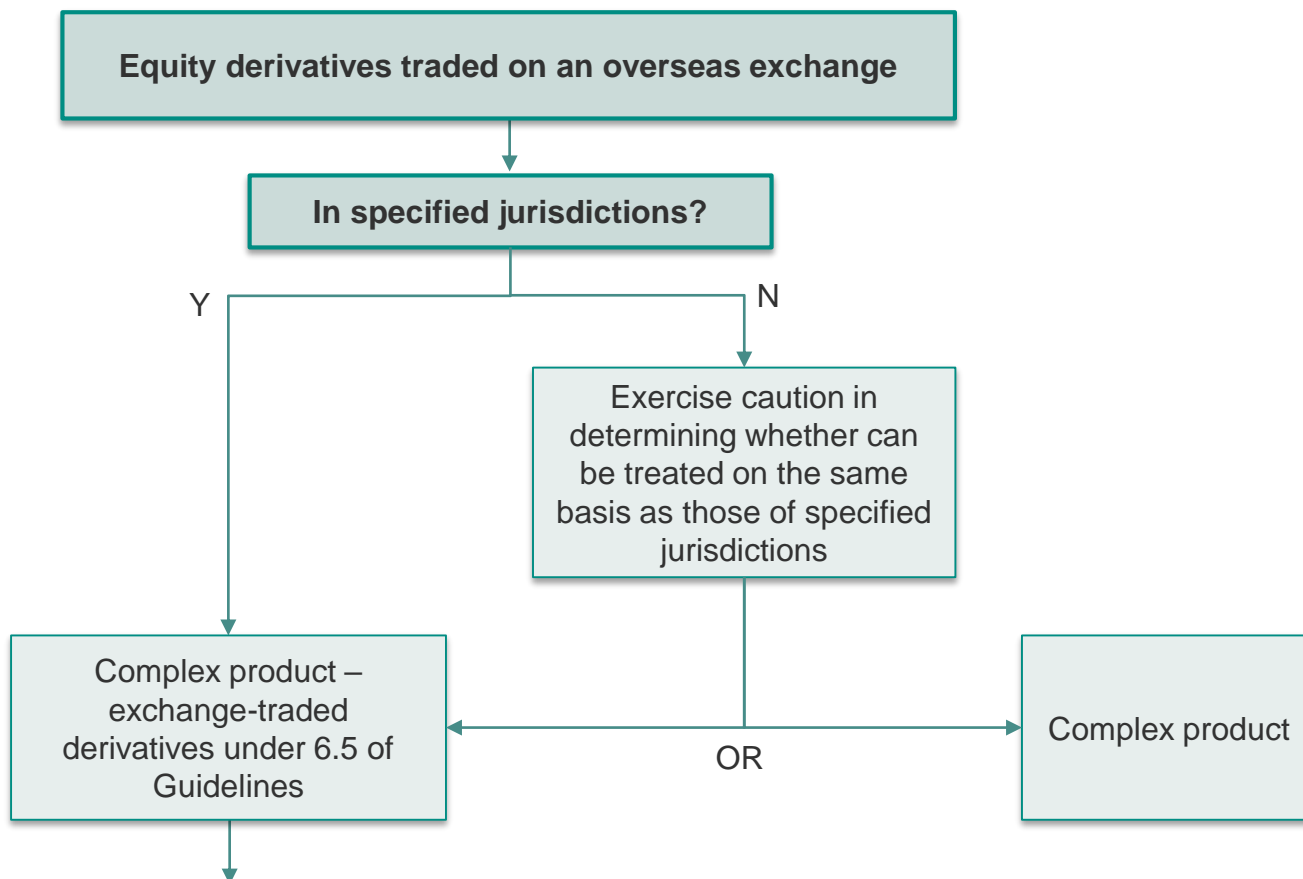 Equity derivatives traded on an overseas exchange
In specified jurisdictions?
Y
N
Exercise caution in
determining whether can
be treated on the same
basis as those of specified
jurisdictions
Complex product –
exchange-traded
derivatives under 6.5 of
Guidelines
OR
Complex product